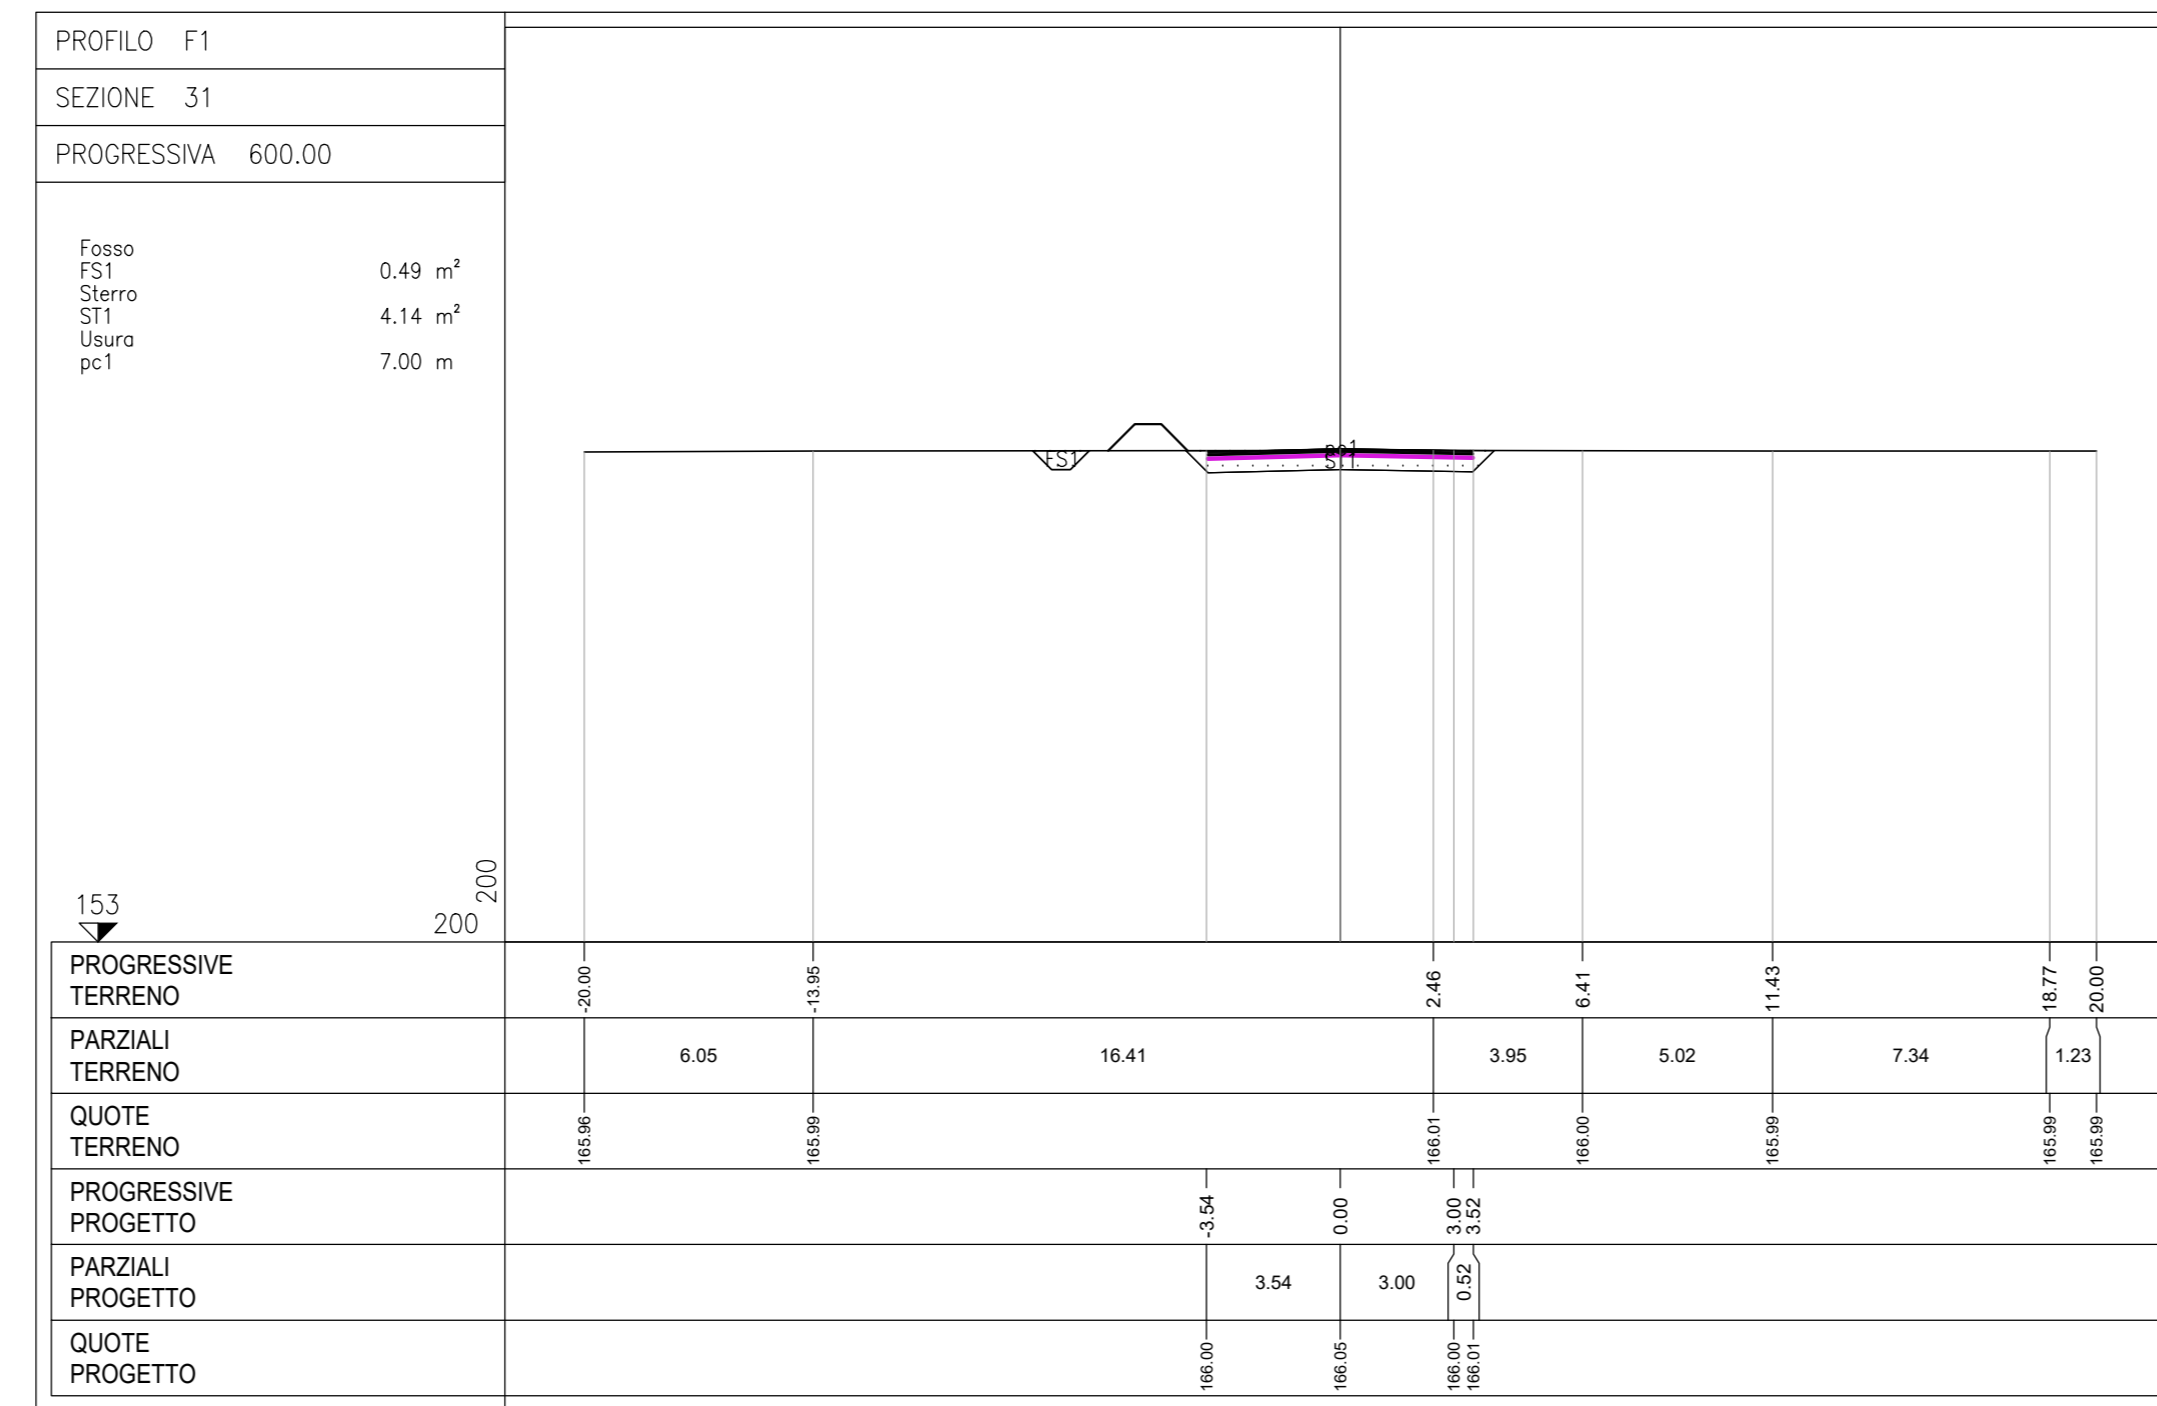 PROFILO F1
SEZIONE 31
PROGRESSIVA 600.00
Fosso
FS1 0.49 m²
Sterro
ST1 4.14 m²
Usura
pc1 7.00 m
FS1
pc1
ST1
200
153
200
PROGRESSIVE
TERRENO
-20.00 -13.95 2.46 6.41 11.43 18.77 20.00
PARZIALI
TERRENO
6.05 16.41 3.95 5.02 7.34 1.23
QUOTE
TERRENO
165.96 165.99 166.01 166.00 165.99 165.99 165.99
PROGRESSIVE
PROGETTO
-3.54 0.00 3.00 3.52
PARZIALI
PROGETTO
3.54 3.00 0.52
QUOTE
PROGETTO
166.00 166.05 166.00 166.01